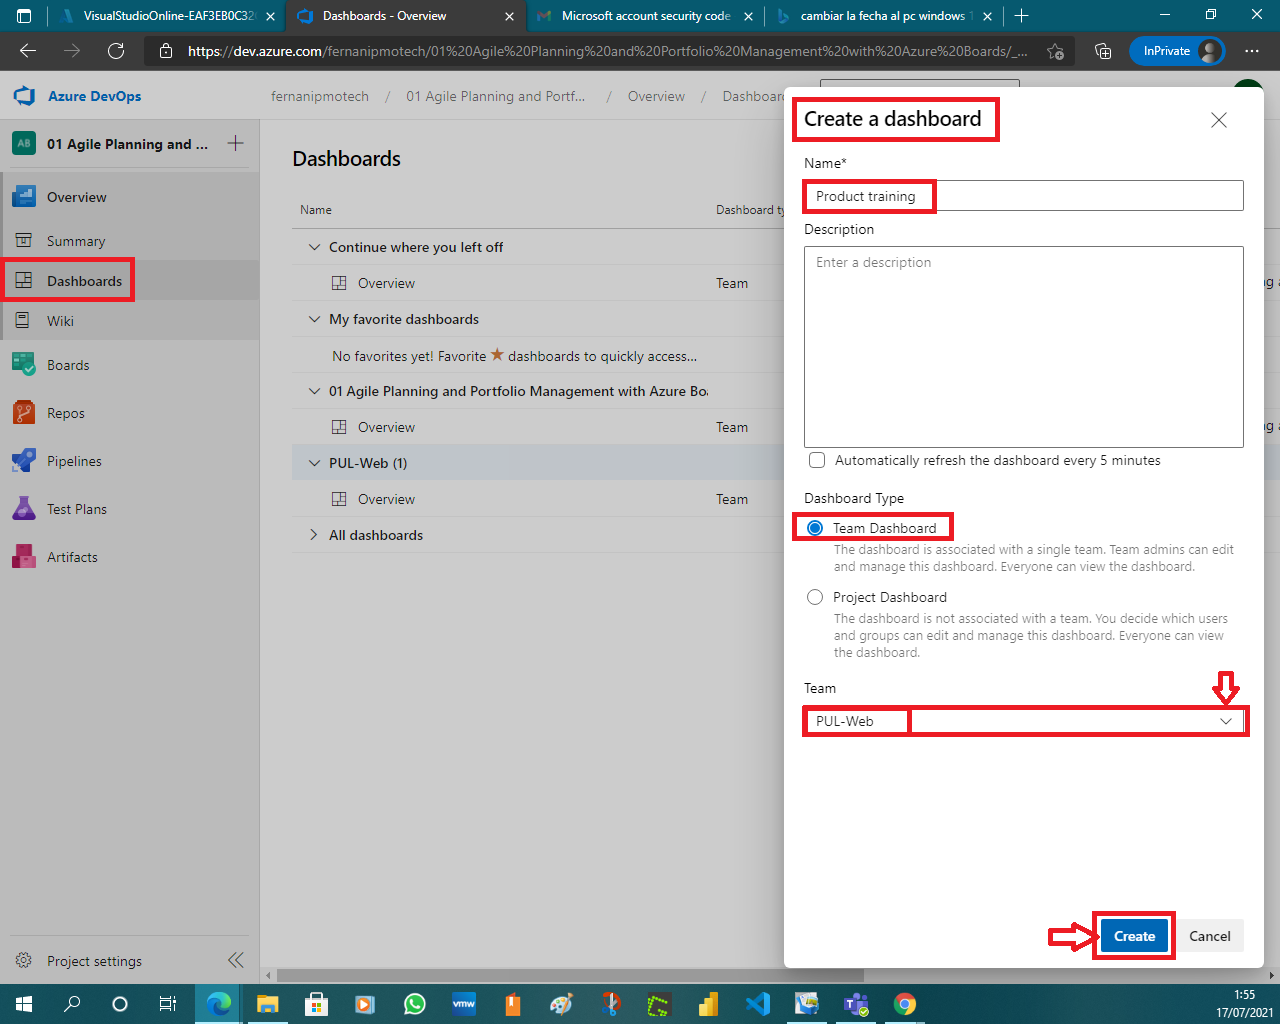 VisualStudioOnline-EAF3EB0C32
Dashboards - Overview
Microsoft account security code
cambiar la fecha al pc windows 1
https://dev.azure.com/fernanipmotech/01%20Agile%20Planning%20and%20Portfolio%20Management%20with%20Azure%20Boards/_...
InPrivate
Azure DevOps
fernanipmotech / 01 Agile Planning and Portf... / Overview / Dashboar
AB
01 Agile Planning and ...
Overview
Summary
Dashboards
Wiki
Boards
Repos
Pipelines
Test Plans
Artifacts
Project settings
Dashboards
Name
Dashboard ty
Continue where you left off
Overview
Team
My favorite dashboards
No favorites yet! Favorite ★ dashboards to quickly access...
01 Agile Planning and Portfolio Management with Azure Bo
Overview
Team
PUL-Web (1)
Overview
Team
All dashboards
ng a
ng a
Create a dashboard
Name*
Product training
Description
Enter a description
Automatically refresh the dashboard every 5 minutes
Dashboard Type
Team Dashboard
The dashboard is associated with a single team. Team admins can edit
and manage this dashboard. Everyone can view the dashboard.
Project Dashboard
The dashboard is not associated with a team. You decide which users
and groups can edit and manage this dashboard. Everyone can view
the dashboard.
Team
PUL-Web
Create
Cancel
vmw
1:55
17/07/2021